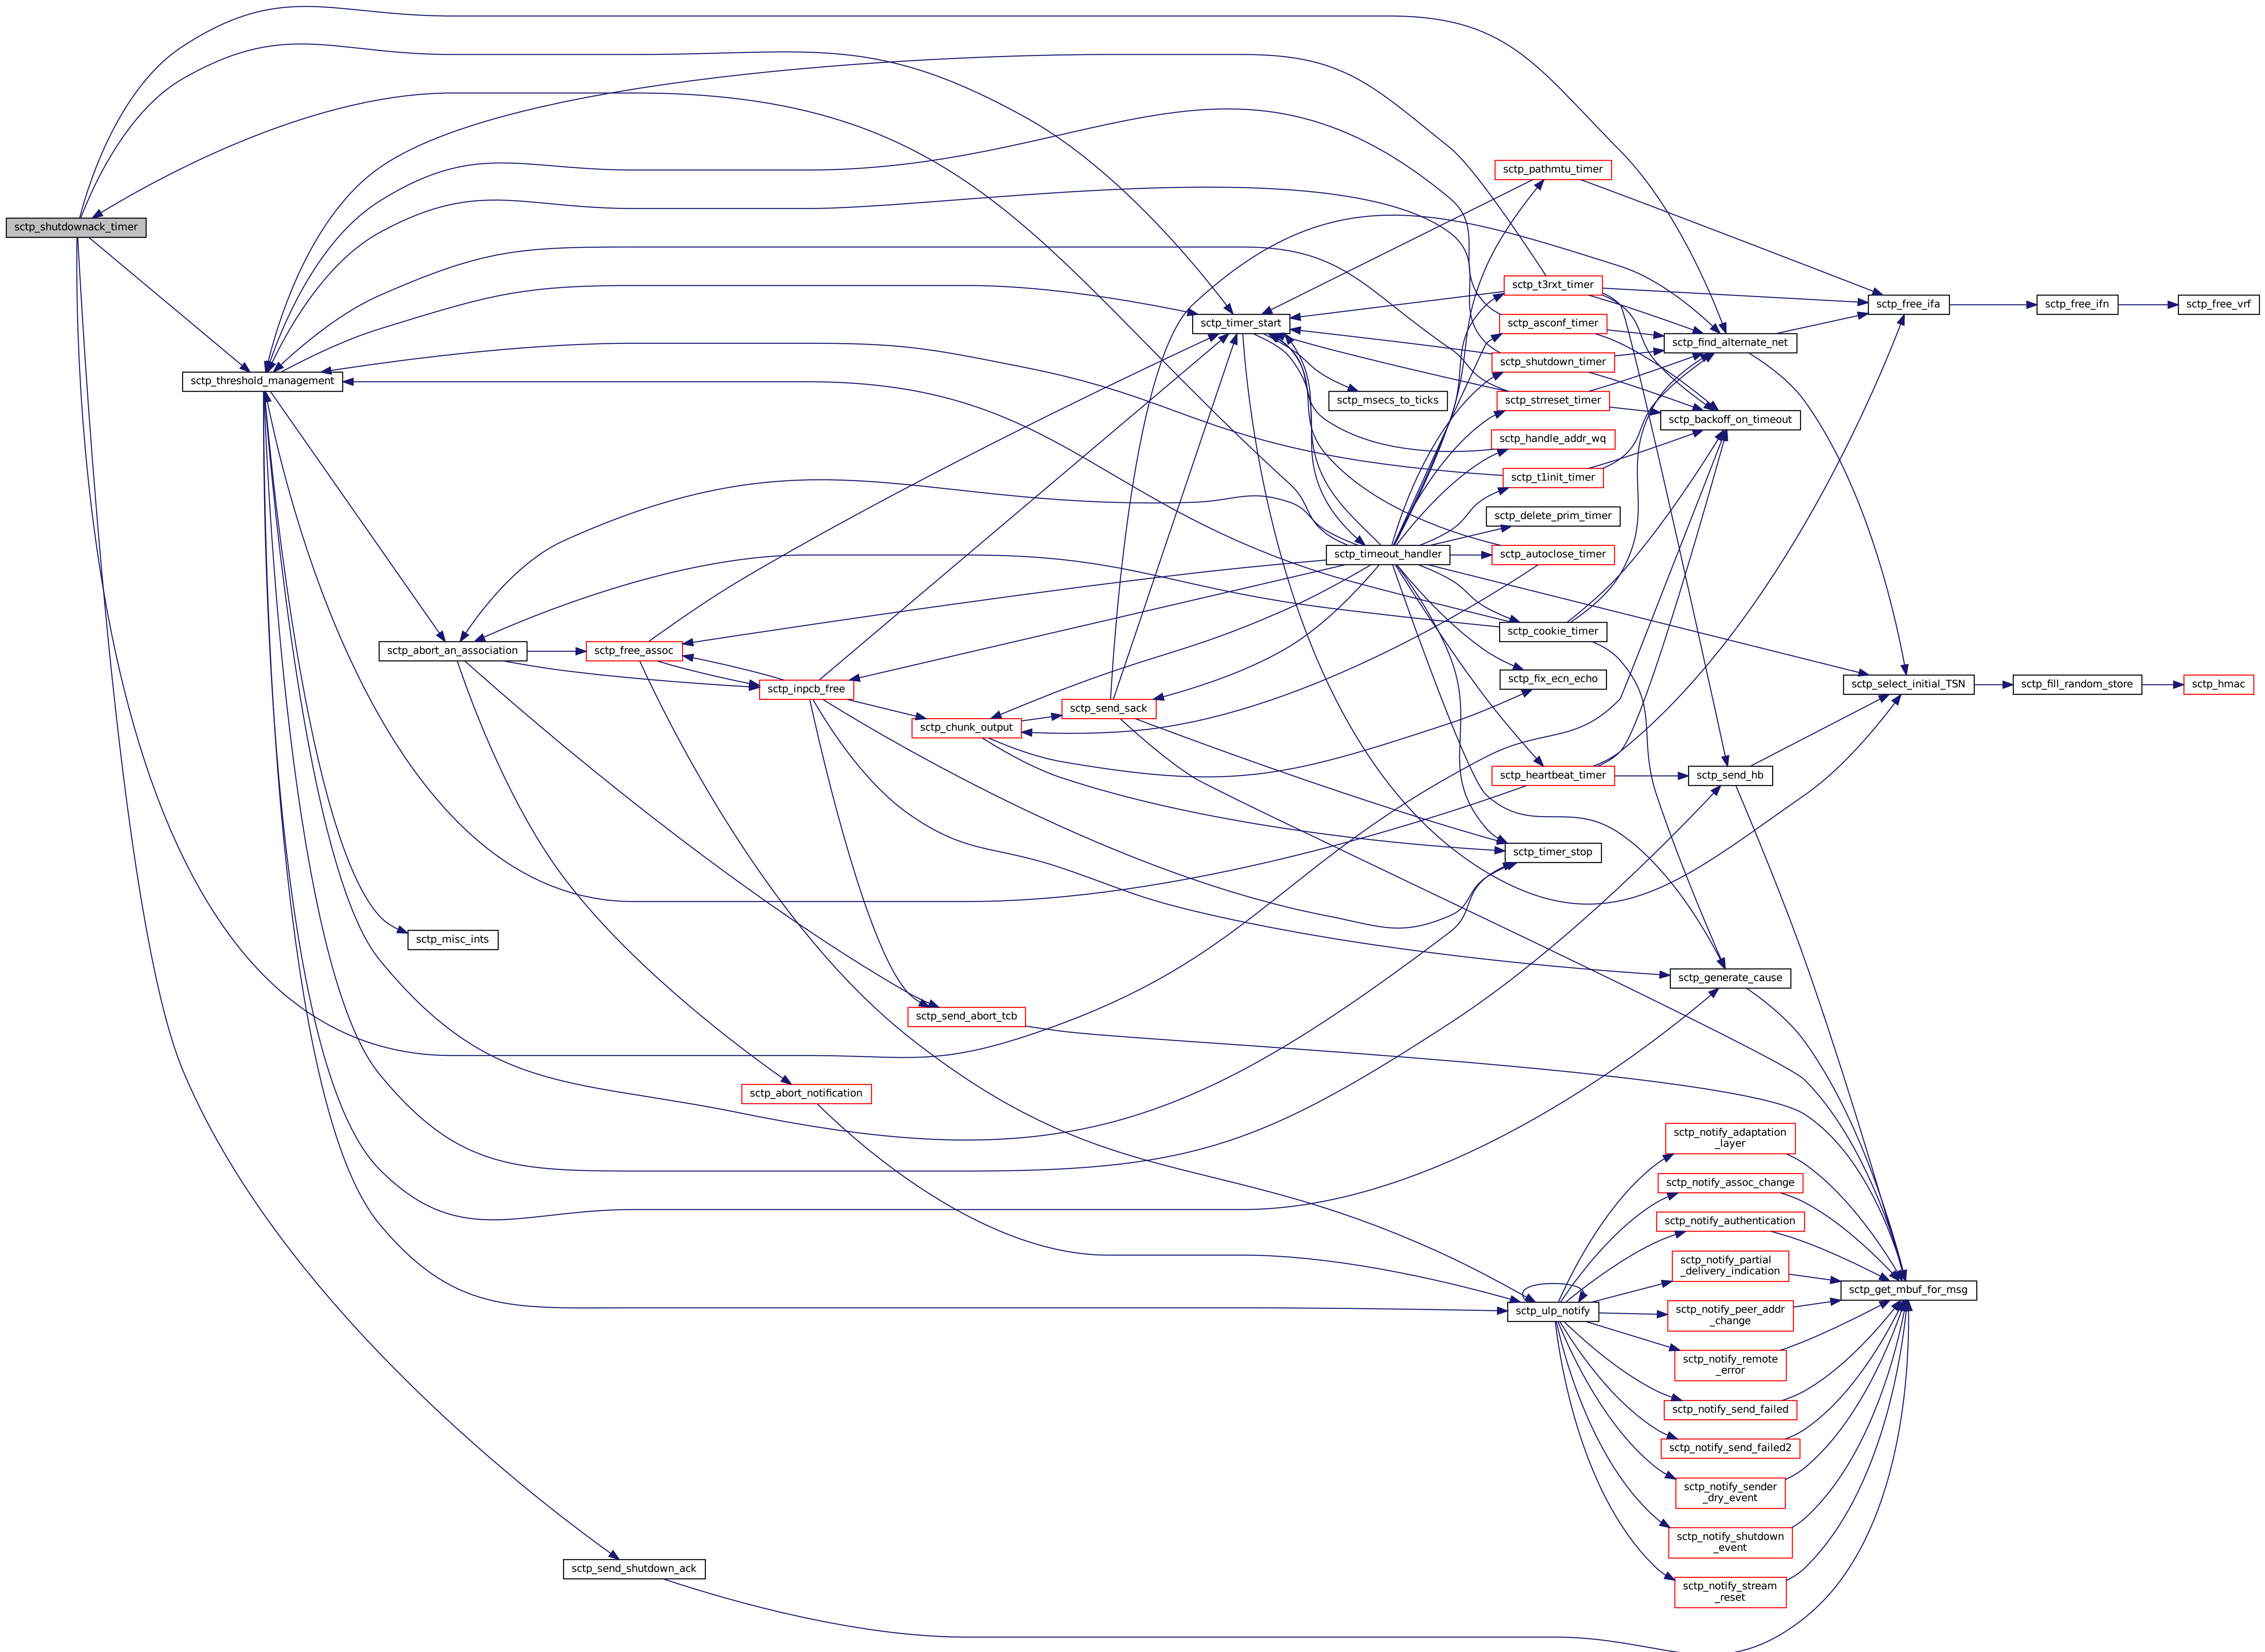 sctp_shutdownack_timer
sctp_threshold_management
sctp_abort_an_association
sctp_misc_ints
sctp_free_assoc
sctp_send_shutdown_ack
sctp_inpcb_free
sctp_abort_notification
sctp_chunk_output
sctp_send_abort_tcb
sctp_send_sack
sctp_timer_start
sctp_msecs_to_ticks
sctp_timeout_handler
sctp_pathmtu_timer
sctp_t3rxt_timer
sctp_asconf_timer
sctp_shutdown_timer
sctp_strreset_timer
sctp_handle_addr_wq
sctp_t1init_timer
sctp_delete_prim_timer
sctp_autoclose_timer
sctp_cookie_timer
sctp_fix_ecn_echo
sctp_heartbeat_timer
sctp_timer_stop
sctp_ulp_notify
sctp_find_alternate_net
sctp_backoff_on_timeout
sctp_send_hb
sctp_generate_cause
sctp_notify_adaptation
_layer
sctp_notify_assoc_change
sctp_notify_authentication
sctp_notify_partial
_delivery_indication
sctp_notify_peer_addr
_change
sctp_notify_remote
_error
sctp_notify_send_failed
sctp_notify_send_failed2
sctp_notify_sender
_dry_event
sctp_notify_shutdown
_event
sctp_notify_stream
_reset
sctp_free_ifa
sctp_select_initial_TSN
sctp_get_mbuf_for_msg
sctp_free_ifn
sctp_fill_random_store
sctp_free_vrf
sctp_hmac